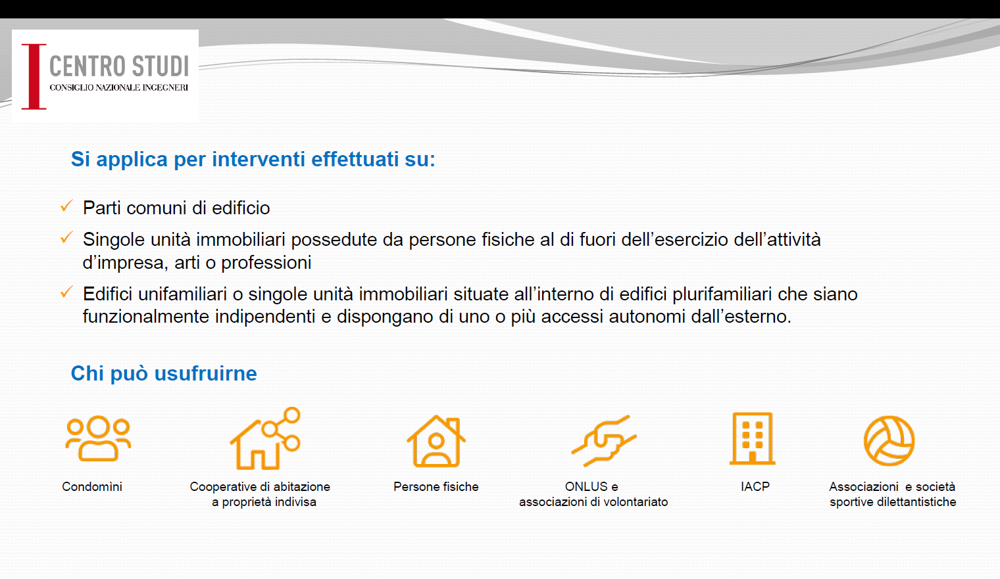 CENTRO STUDI
CONSIGLIO NAZIONALE INGEGNERI
Si applica per interventi effettuati su:
Parti comuni di edificio
Singole unità immobiliari possedute da persone fisiche al di fuori dell’esercizio dell’attività
d’impresa, arti o professioni
Edifici unifamiliari o singole unità immobiliari situate all’interno di edifici plurifamiliari che siano
funzionalmente indipendenti e dispongano di uno o più accessi autonomi dall’esterno.
Chi può usufruirne
Condomìni
Cooperative di abitazione
a proprietà indivisa
Persone fisiche
ONLUS e
associazioni di volontariato
IACP
Associazioni e società
sportive dilettantistiche